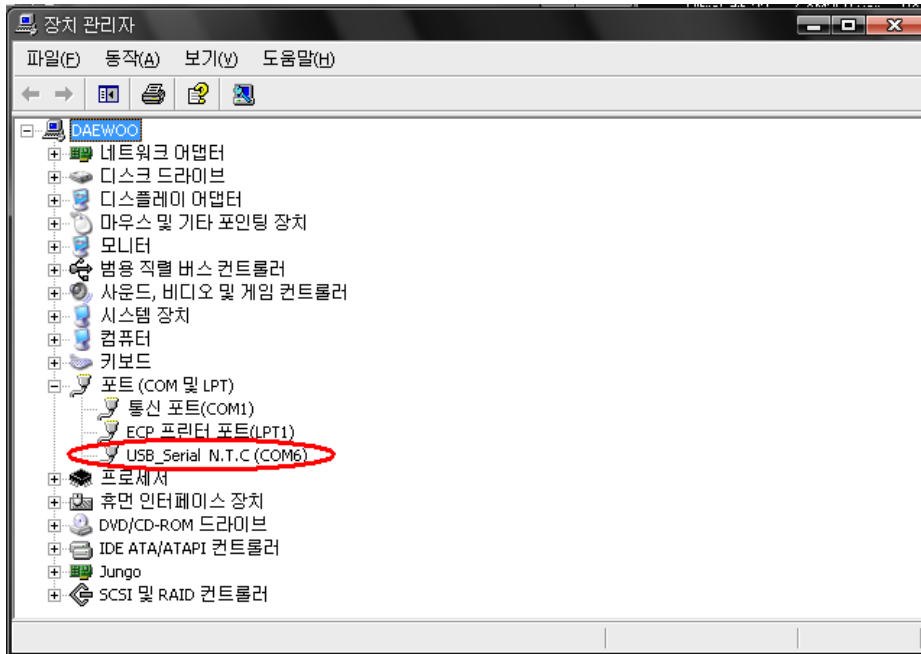 장치 관리자
파일(F) 동작(A) 보기(V) 도움말(H)
DAEWOO
네트워크 어댑터
디스크 드라이브
디스플레이 어댑터
마우스 및 기타 포인팅 장치
모니터
범용 직렬 버스 컨트롤러
사운드, 비디오 및 게임 컨트롤러
시스템 장치
컴퓨터
키보드
포트 (COM 및 LPT)
통신 포트(COM1)
ECP 프린터 포트(LPT1)
USB_Serial N.T.C (COM6)
프로세서
휴먼 인터페이스 장치
DVD/CD-ROM 드라이브
IDE ATA/ATAPI 컨트롤러
Jungo
SCSI 및 RAID 컨트롤러